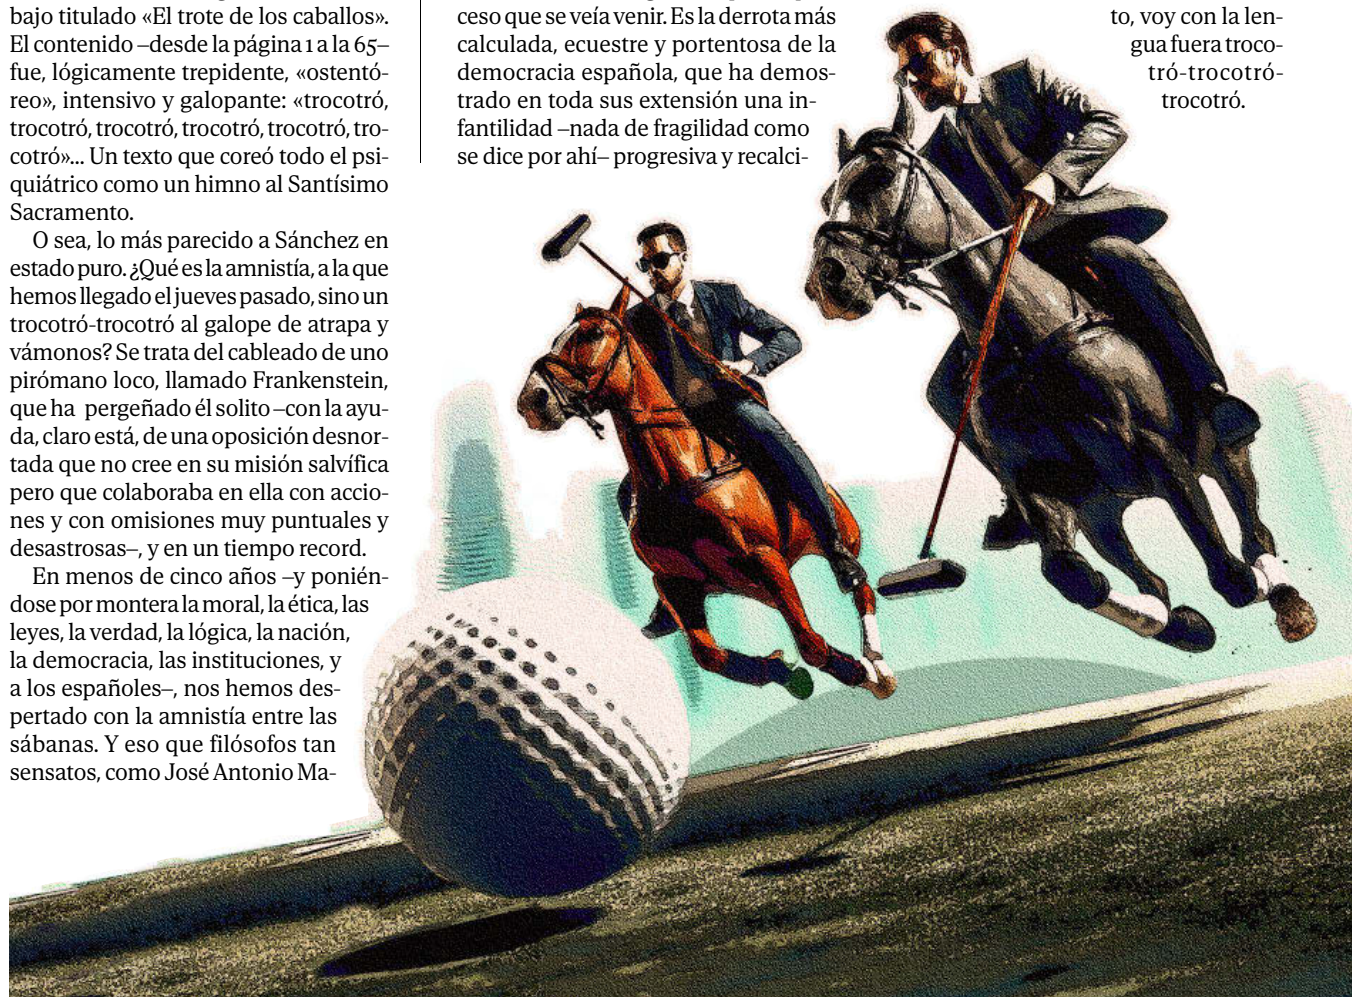 bajo titulado «El trote de los caballos».
El contenido –desde la página 1 a la 65–
fue, lógicamente trepidente, «ostentó-
reo», intensivo y galopante: «trocotró,
trocotró, trocotró, trocotró, trocotró, tro-
cotró»... Un texto que coreó todo el psi-
quiátrico como un himno al Santísimo
Sacramento.
O sea, lo más parecido a Sánchez en
estado puro. ¿Qué es la amnistía, a la que
hemos llegado el jueves pasado, sino un
trocotró-trocotró al galope de atrapa y
vámonos? Se trata del cableado de uno
pirómano loco, llamado Frankenstein,
que ha pergeñado él solito –con la ayu-
da, claro está, de una oposición desnor-
tada que no cree en su misión salvífica
pero que colaboraba en ella con accio-
nes y con omisiones muy puntuales y
desastrosas–, y en un tiempo record.
En menos de cinco años –y ponién-
dose por montera la moral, la ética, las
leyes, la verdad, la lógica, la nación,
la democracia, las instituciones, y
a los españoles–, nos hemos des-
pertado con la amnistía entre las
sábanas. Y eso que filósofos tan
sensatos, como José Antonio Ma-
ceso que se veía venir. Es la derrota más
calculada, ecuestre y portentosa de la
democracia española, que ha demos-
trado en toda sus extensión una in-
fantilidad –nada de fragilidad como
se dice por ahí– progresiva y recalci-
to, voy con la len-
gua fuera troco-
tró-trocotró-
trocotró.